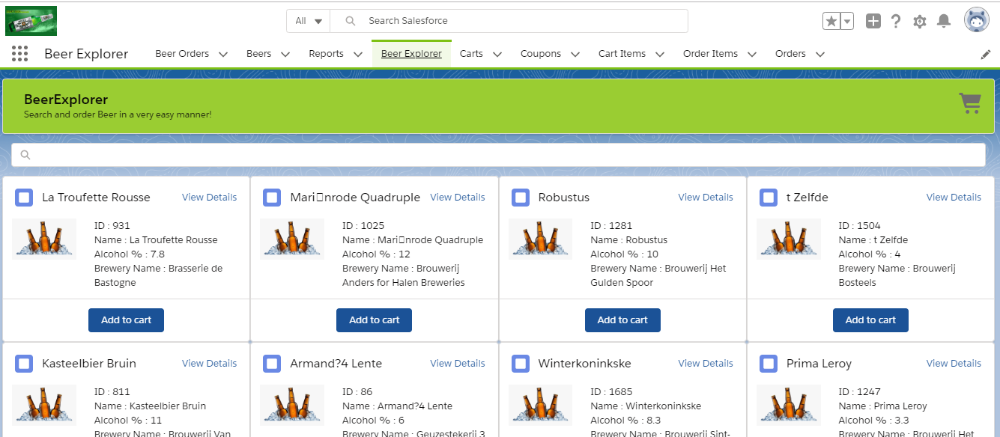 All
Search Salesforce
Beer Explorer
Beer Orders
Beers
Reports
Beer Explorer
Carts
Coupons
Cart Items
Order Items
Orders
BeerExplorer
Search and order Beer in a very easy manner!
La Troufette Rousse
View Details
ID : 931
Name : La Troufette Rousse
Alcohol % : 7.8
Brewery Name : Brasserie de
Bastogne
Add to cart
Mari▯nrode Quadruple
View Details
ID : 1025
Name : Mari▯nrode Quadruple
Alcohol % : 12
Brewery Name : Brouwerij
Anders for Halen Breweries
Add to cart
Robustus
View Details
ID : 1281
Name : Robustus
Alcohol % : 10
Brewery Name : Brouwerij Het
Gulden Spoor
Add to cart
t Zelfde
View Details
ID : 1504
Name : t Zelfde
Alcohol % : 4
Brewery Name : Brouwerij
Bosteels
Add to cart
Kasteelbier Bruin
View Details
ID : 811
Name : Kasteelbier Bruin
Alcohol % : 11
Brewery Name : Brouwerij Van
Armand?4 Lente
View Details
ID : 86
Name : Armand?4 Lente
Alcohol % : 6
Brewery Name : Geuzestekerij 3
Winterkoninkske
View Details
ID : 1685
Name : Winterkoninkske
Alcohol % : 8.3
Brewery Name : Brouwerij Sint-
Prima Leroy
View Details
ID : 1247
Name : Prima Leroy
Alcohol % : 3.3
Brewery Name : Brouwerij Het